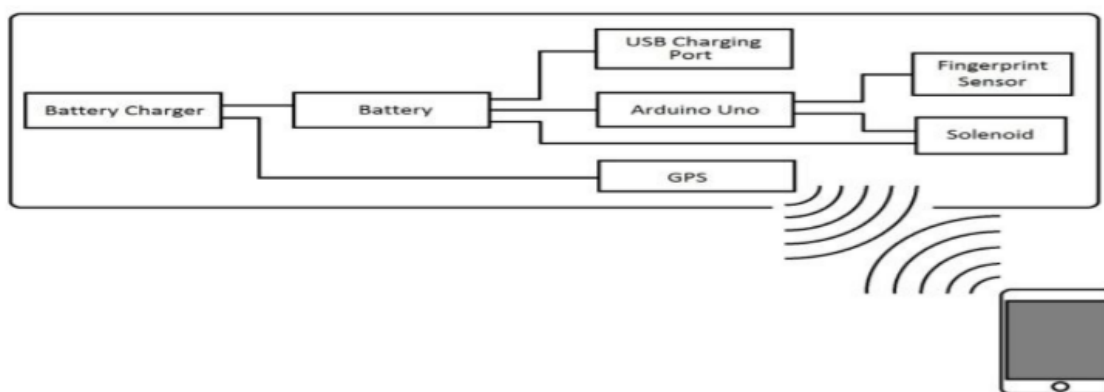 USB Charging
Port
Fingerprint
Sensor
Battery Charger
Battery
Arduino Uno
Solenoid
GPS